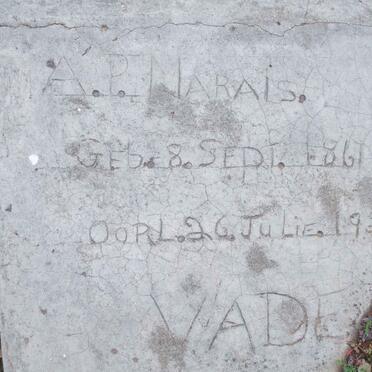 A. P. MARAIS.
GEB. 8. SEPT. 1861
OORL. 26. JULIE. 19
VADE